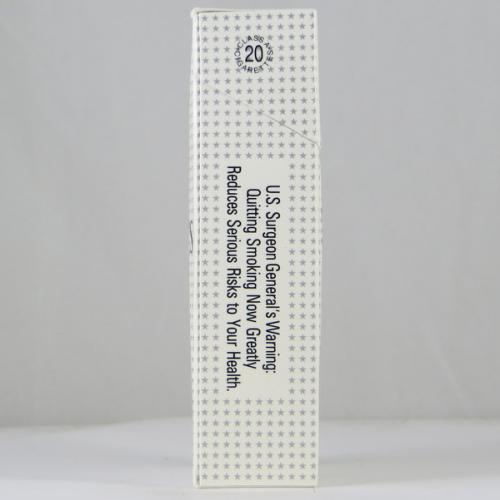 CLASS A
20
CIGARETTES
U.S. Surgeon General's Warning:
Quitting Smoking Now Greatly
Reduces Serious Risks to Your Health.